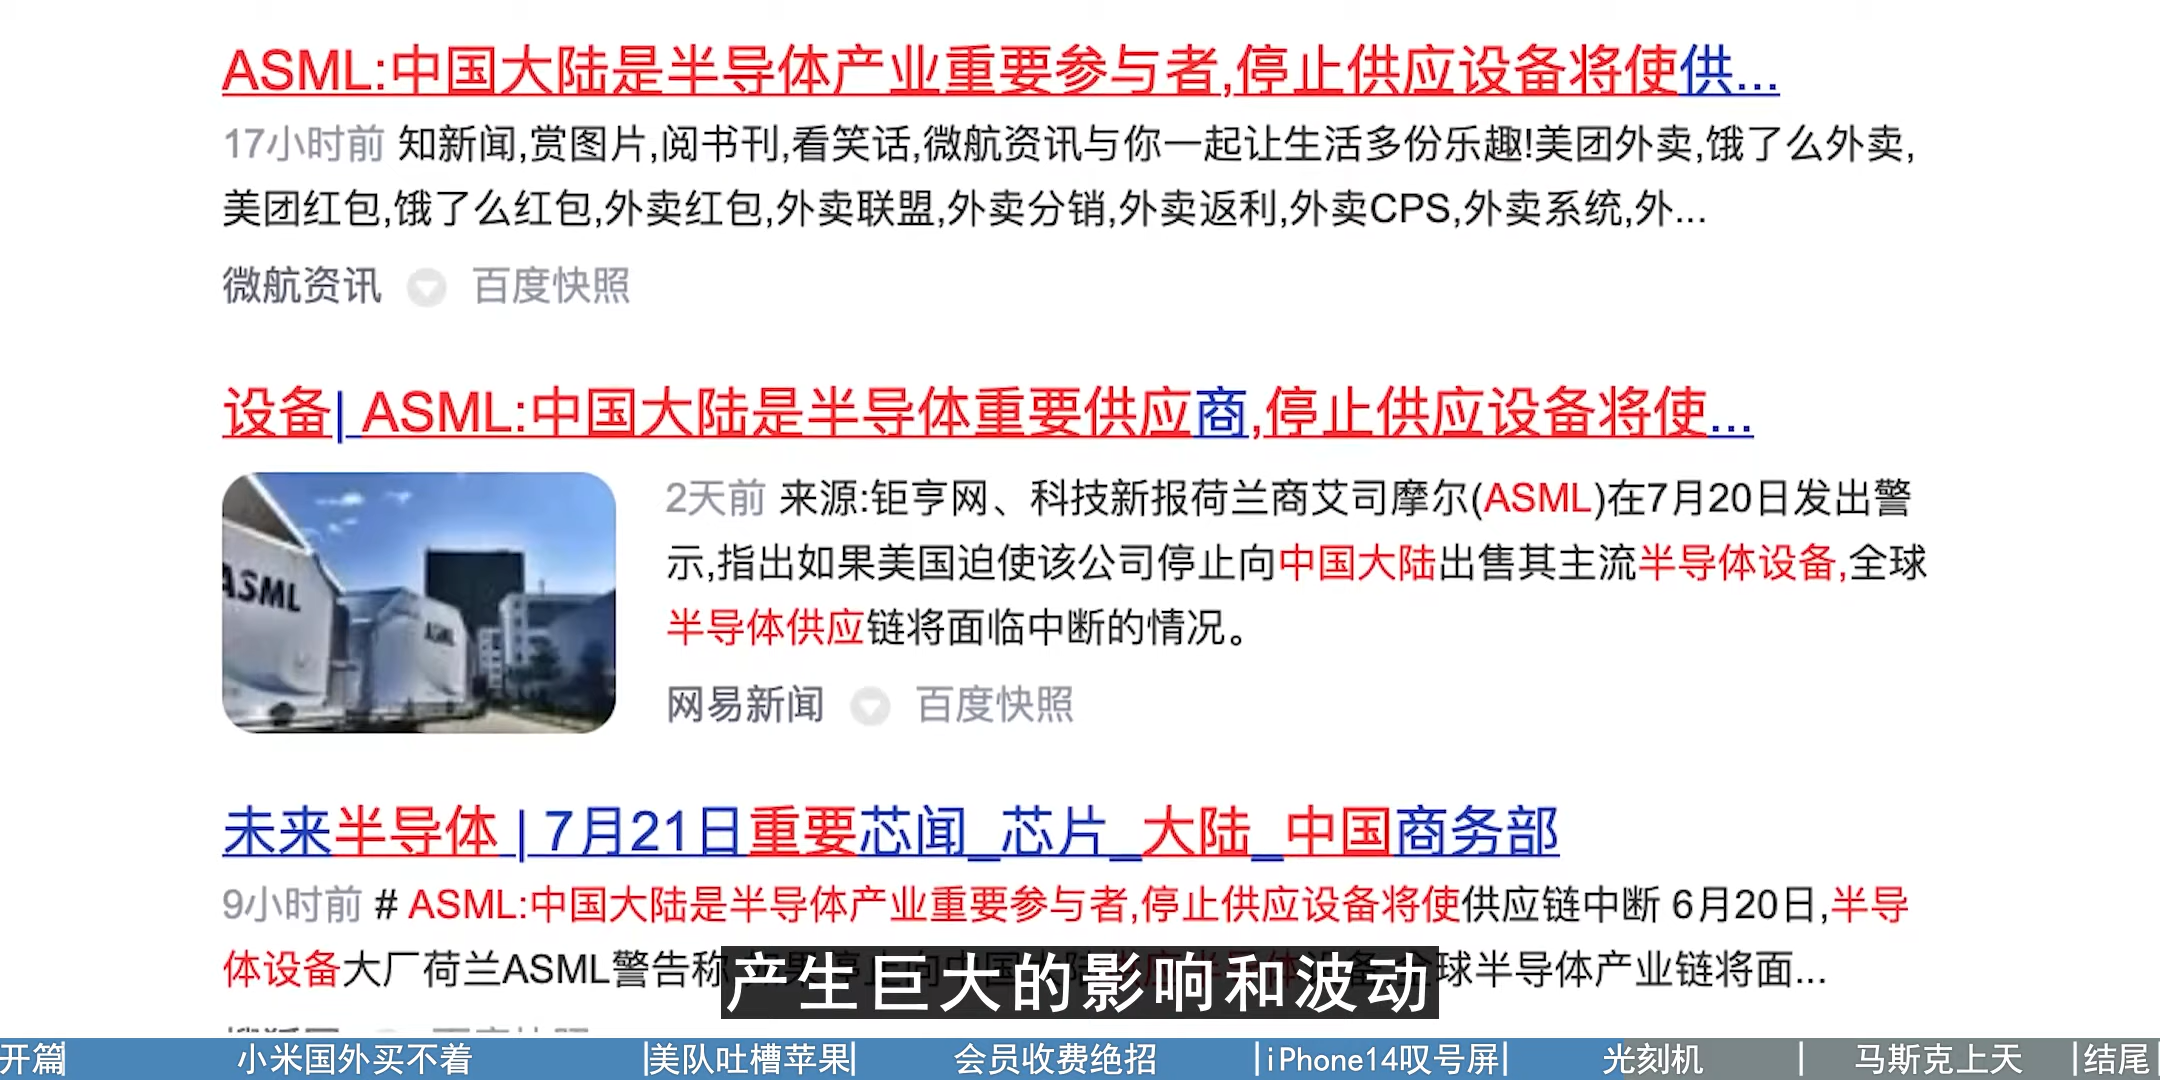 ASML:中国大陆是半导体产业重要参与者,停止供应设备将使供...
17小时前 知新闻,赏图片,阅书刊,看笑话,微航资讯与你一起让生活多份乐趣!美团外卖,饿了么外卖,
美团红包,饿了么红包,外卖红包,外卖联盟,外卖分销,外卖返利,外卖CPS,外卖系统,外...
微航资讯 百度快照
设备| ASML:中国大陆是半导体重要供应商,停止供应设备将使...
ASML
ASML
2天前 来源:钜亨网、科技新报荷兰商艾司摩尔(ASML)在7月20日发出警
示,指出如果美国迫使该公司停止向中国大陆出售其主流半导体设备,全球
半导体供应链将面临中断的情况。
网易新闻 百度快照
未来半导体 | 7月21日重要芯闻_芯片_大陆_中国商务部
9小时前 # ASML:中国大陆是半导体产业重要参与者,停止供应设备将使供应链中断 6月20日,半导
体设备大厂荷兰ASML警告称 球半导体产业链将面...
产生巨大的影响和波动
开篇| 小米国外买不着 |美队吐槽苹果| 会员收费绝招 |iPhone14叹号屏| 光刻机 | 马斯克上天 |结尾|